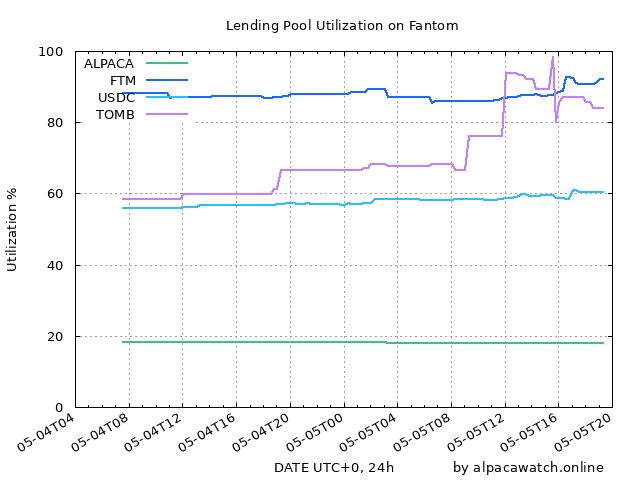 Lending Pool Utilization on Fantom
100
80
60
40
20
0
Utilization %
ALPACA
FTM
USDC
TOMB
05-04T04
05-04T08
05-04T12
05-04T16
05-04T20
05-05T00
05-05T04
05-05T08
05-05T12
05-05T16
05-05T20
DATE UTC+0, 24h
by alpacawatch.online